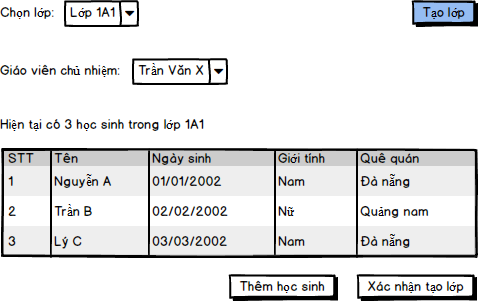 Chọn lớp: Lớp 1A1 Tạo lớp
Giáo viên chủ nhiệm: Trần Văn X
Hiện tại có 3 học sinh trong lớp 1A1
STT Tên Ngày sinh Giới tính Quê quán
1 Nguyễn A 01/01/2002 Nam Đà nẵng
2 Trần B 02/02/2002 Nữ Quảng nam
3 Lý C 03/03/2002 Nam Đà nẵng
Thêm học sinh Xác nhận tạo lớp